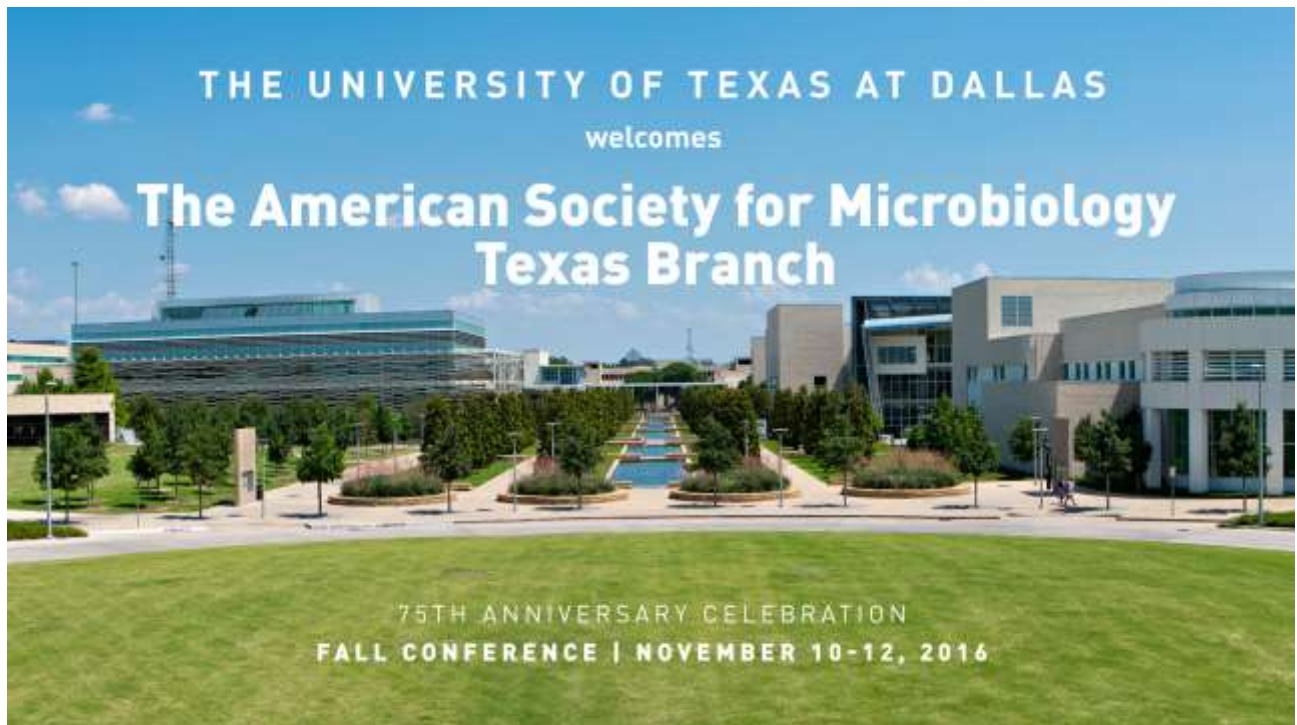 THE UNIVERSITY OF TEXAS AT DALLAS
welcomes
The American Society for Microbiology
Texas Branch
75TH ANNIVERSARY CELEBRATION
FALL CONFERENCE | NOVEMBER 10-12, 2016